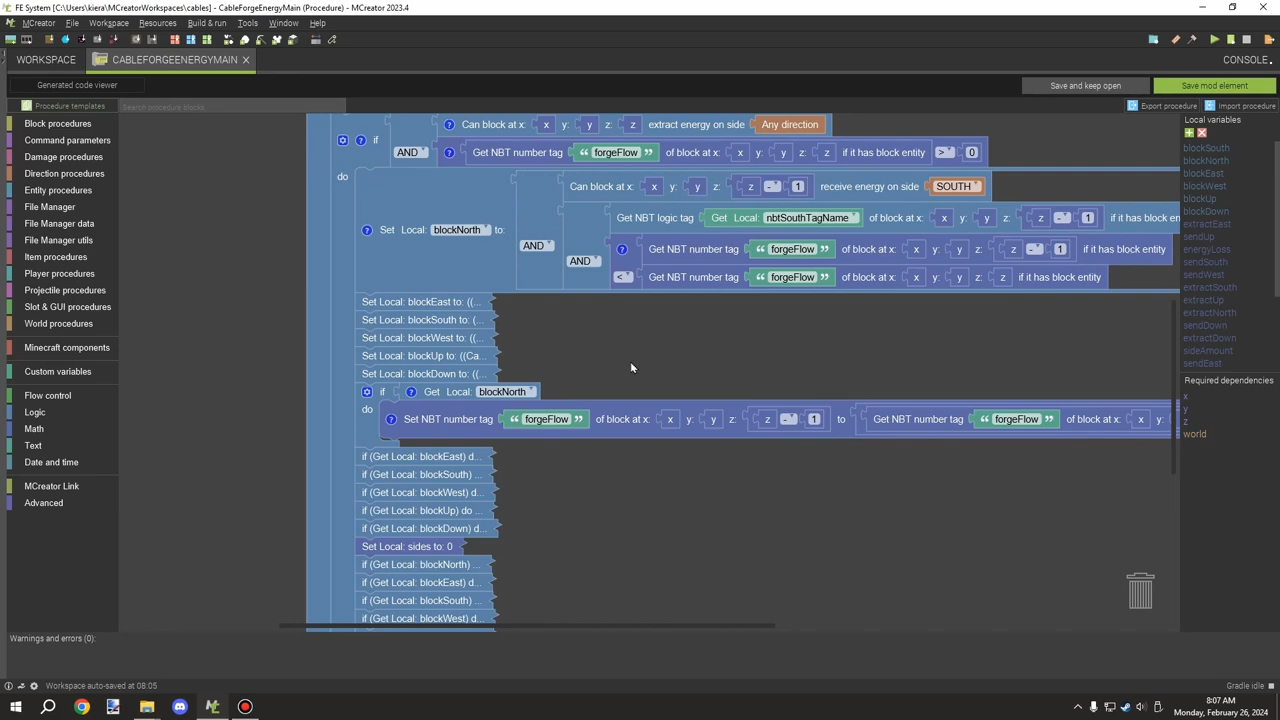 FE System [C:\Users\kiera\MCreatorWorkspaces\cables] - CableForgeEnergyMain (Procedure) - MCreator 2023.4
MCreator File Workspace Resources Build & run Tools Window Help
WORKSPACE CABLEFORGEENERGYMAIN × CONSOLE
Generated code viewer Save and keep open Save mod element
Procedure templates Search procedure blocks Export procedure Import procedure
Block procedures
Command parameters
Damage procedures
Direction procedures
Entity procedures
File Manager
File Manager data
File Manager utils
Item procedures
Player procedures
Projectile procedures
Slot & GUI procedures
World procedures
Minecraft components
Custom variables
Flow control
Logic
Math
Text
Date and time
MCreator Link
Advanced
Can block at x: x y: y z: z extract energy on side Any direction
if
AND Get NBT number tag “ forgeFlow ” of block at x: x y: y z: z if it has block entity > 0
do
Can block at x: x y: y z: z - 1 receive energy on side SOUTH
Get NBT logic tag Get Local: nbtSouthTagName of block at x: x y: y z: z - 1 if it has block en
Set Local: blockNorth to:
AND Get NBT number tag “ forgeFlow ” of block at x: x y: y z: z - 1 if it has block entity
AND
< Get NBT number tag “ forgeFlow ” of block at x: x y: y z: z if it has block entity
Set Local: blockEast to: ((...
Set Local: blockSouth to: (...
Set Local: blockWest to: ((...
Set Local: blockUp to: ((Ca...
Set Local: blockDown to: ((...
if Get Local: blockNorth
do Set NBT number tag “ forgeFlow ” of block at x: x y: y z: z - 1 to Get NBT number tag “ forgeFlow ” of block at x: x y:
if (Get Local: blockEast) d...
if (Get Local: blockSouth) ...
if (Get Local: blockWest) d...
if (Get Local: blockUp) do ...
if (Get Local: blockDown) d...
Set Local: sides to: 0
if (Get Local: blockNorth) ...
if (Get Local: blockEast) d...
if (Get Local: blockSouth) ...
if (Get Local: blockWest) d...
Local variables
blockSouth
blockNorth
blockEast
blockWest
blockUp
blockDown
extractEast
sendUp
energyLoss
sendSouth
sendWest
extractSouth
extractUp
extractNorth
sendDown
extractDown
sideAmount
sendEast
Required dependencies
x
y
z
world
Warnings and errors (0):
Workspace auto-saved at 08:05 Gradle idle
8:07 AM
Monday, February 26, 2024